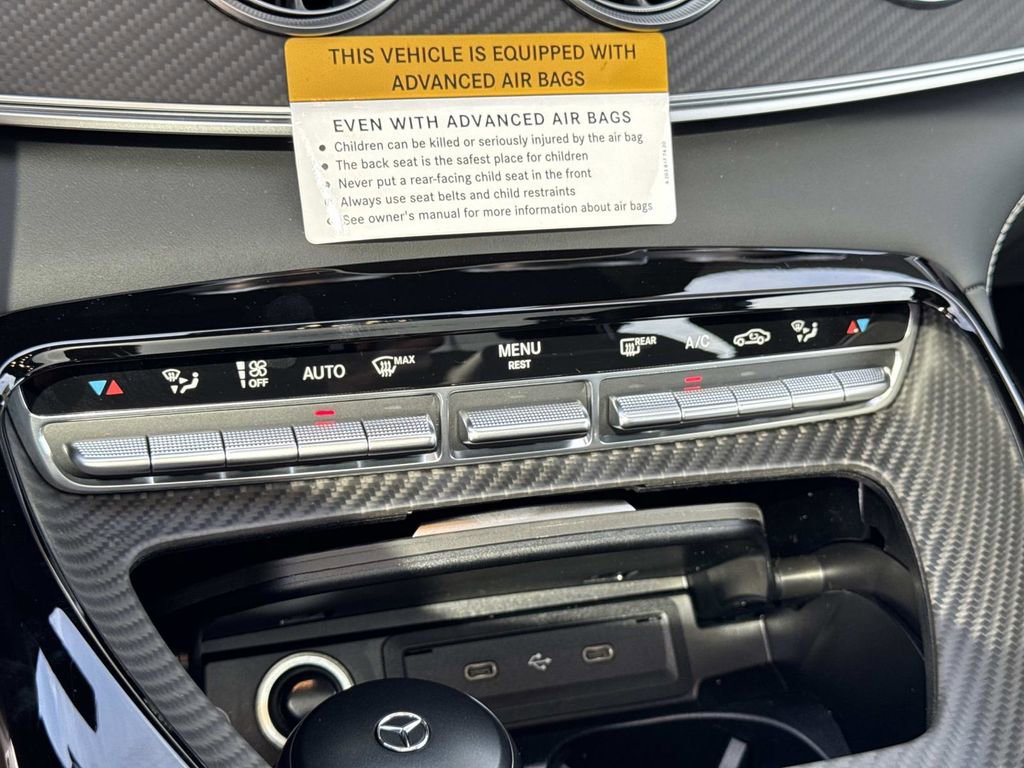 THIS VEHICLE IS EQUIPPED WITH
ADVANCED AIR BAGS
EVEN WITH ADVANCED AIR BAGS
• Children can be killed or seriously injured by the air bag
• The back seat is the safest place for children
• Never put a rear-facing child seat in the front
Always use seat belts and child restraints
See owner's manual for more information about air bags
OFF
AUTO
MAX
MENU
REST
REAR
A/C